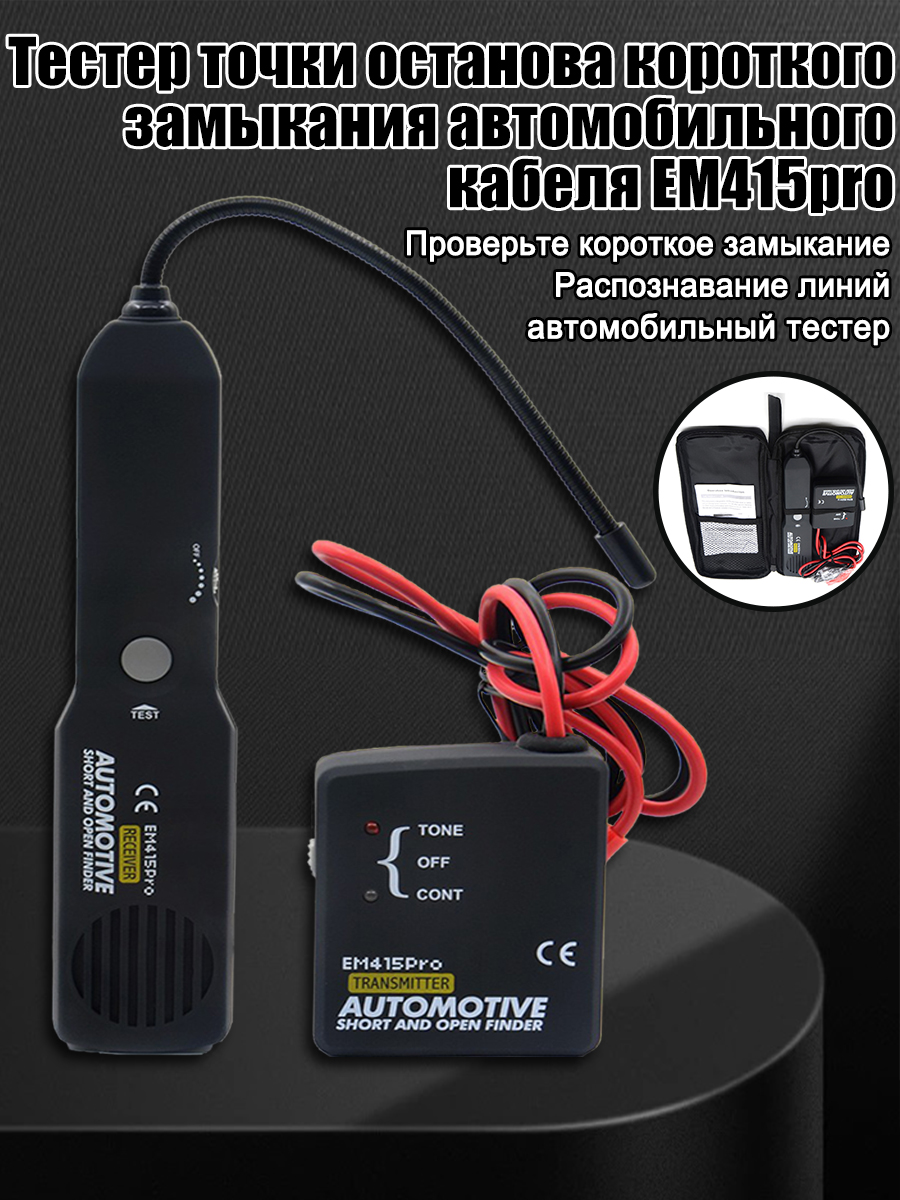 Тестер точки останова короткого
замыкания автомобильного
кабеля EM415pro
Проверьте короткое замыкание
Распознавание линий
автомобильный тестер
OFF
TEST
CE
EM415Pro
RECEIVER
AUTOMOTIVE
SHORT AND OPEN FINDER
TONE
OFF
CONT
CE
EM415Pro
TRANSMITTER
AUTOMOTIVE
SHORT AND OPEN FINDER
AUTOMOTIVE